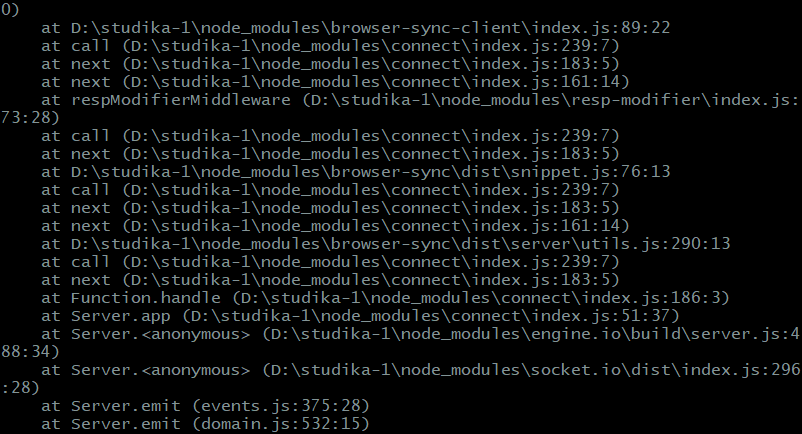 0)
    at D:\studika-1\node_modules\browser-sync-client\index.js:89:22
    at call (D:\studika-1\node_modules\connect\index.js:239:7)
    at next (D:\studika-1\node_modules\connect\index.js:183:5)
    at next (D:\studika-1\node_modules\connect\index.js:161:14)
    at respModifierMiddleware (D:\studika-1\node_modules\resp-modifier\index.js:
73:28)
    at call (D:\studika-1\node_modules\connect\index.js:239:7)
    at next (D:\studika-1\node_modules\connect\index.js:183:5)
    at D:\studika-1\node_modules\browser-sync\dist\snippet.js:76:13
    at call (D:\studika-1\node_modules\connect\index.js:239:7)
    at next (D:\studika-1\node_modules\connect\index.js:183:5)
    at next (D:\studika-1\node_modules\connect\index.js:161:14)
    at D:\studika-1\node_modules\browser-sync\dist\server\utils.js:290:13
    at call (D:\studika-1\node_modules\connect\index.js:239:7)
    at next (D:\studika-1\node_modules\connect\index.js:183:5)
    at Function.handle (D:\studika-1\node_modules\connect\index.js:186:3)
    at Server.app (D:\studika-1\node_modules\connect\index.js:51:37)
    at Server.<anonymous> (D:\studika-1\node_modules\engine.io\build\server.js:4
88:34)
    at Server.<anonymous> (D:\studika-1\node_modules\socket.io\dist\index.js:296
:28)
    at Server.emit (events.js:375:28)
    at Server.emit (domain.js:532:15)